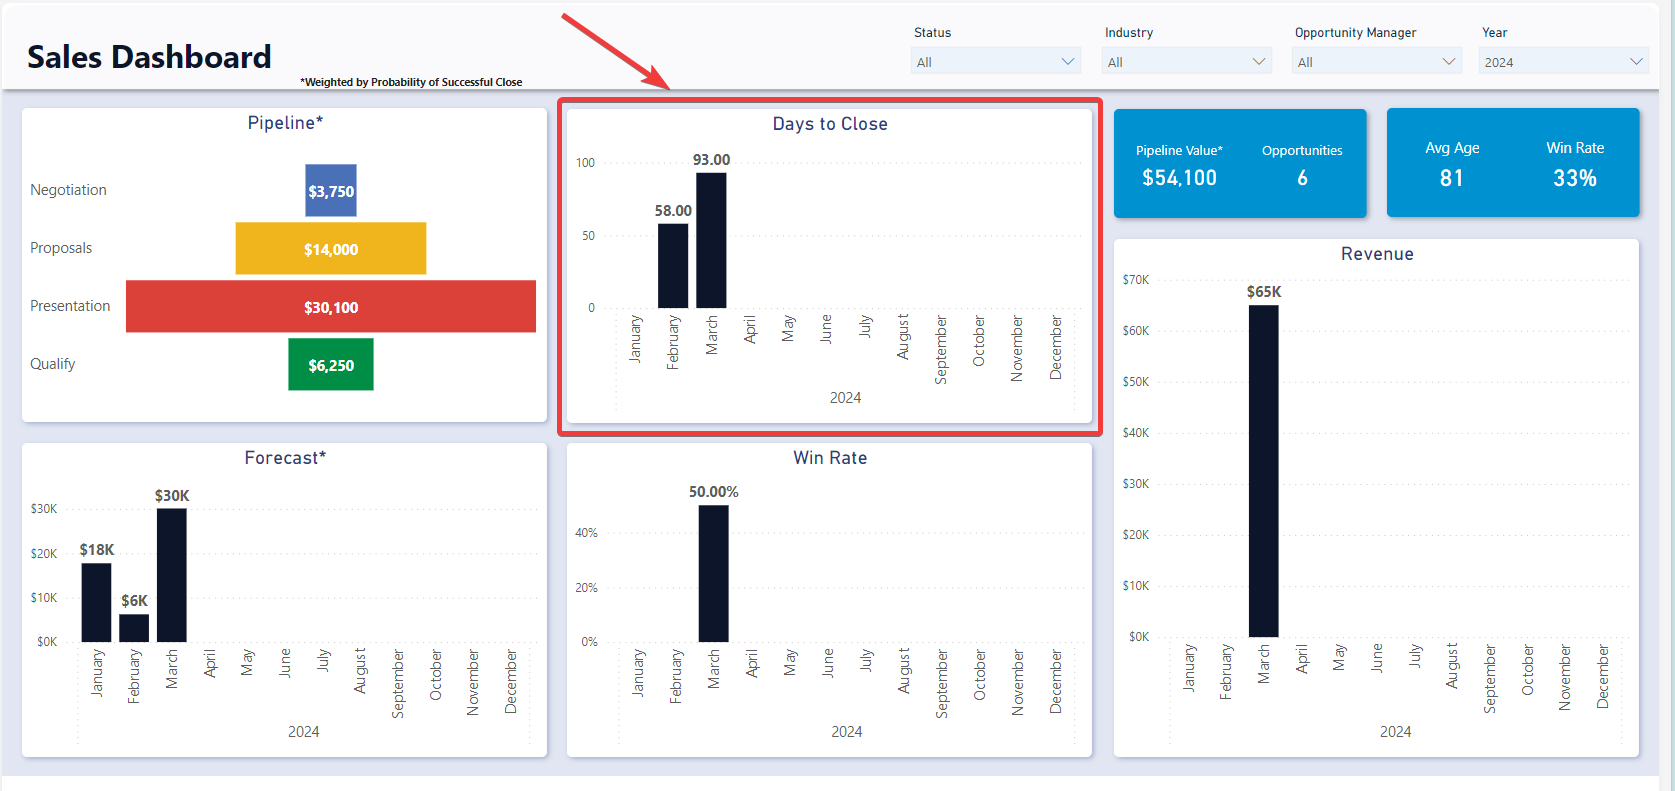 Sales Dashboard
*Weighted by Probability of Successful Close
Status
All
Industry
All
Opportunity Manager
All
Year
2024
Pipeline*
Negotiation
$3,750
Proposals
$14,000
Presentation
$30,100
Qualify
$6,250
Days to Close
100
50
0
58.00
93.00
January
February
March
April
May
June
July
August
September
October
November
December
2024
Pipeline Value*
$54,100
Opportunities
6
Avg Age
81
Win Rate
33%
Forecast*
$30K
$20K
$10K
$0K
$18K
$6K
$30K
January
February
March
April
May
June
July
August
September
October
November
December
2024
Win Rate
40%
20%
0%
50.00%
January
February
March
April
May
June
July
August
September
October
November
December
2024
Revenue
$70K
$60K
$50K
$40K
$30K
$20K
$10K
$0K
$65K
January
February
March
April
May
June
July
August
September
October
November
December
2024